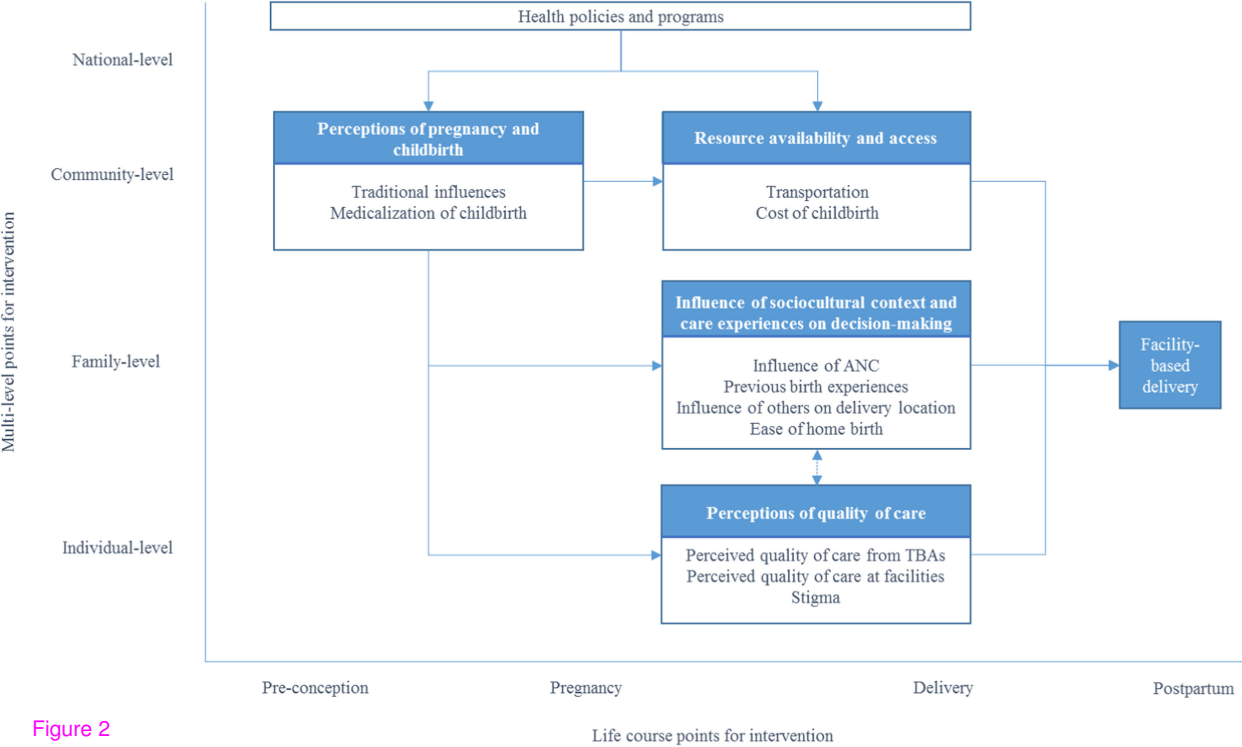 Health policies and programs
National-level
Perceptions of pregnancy and
childbirth
Traditional influences
Medicalization of childbirth
Resource availability and access
Transportation
Cost of childbirth
Community-level
Multi-level points for intervention
Influence of sociocultural context and
care experiences on decision-making
Influence of ANC
Previous birth experiences
Influence of others on delivery location
Ease of home birth
Family-level
Facility-
based
delivery
Perceptions of quality of care
Perceived quality of care from TBAs
Perceived quality of care at facilities
Stigma
Individual-level
Pre-conception
Pregnancy
Delivery
Postpartum
Figure 2
Life course points for intervention